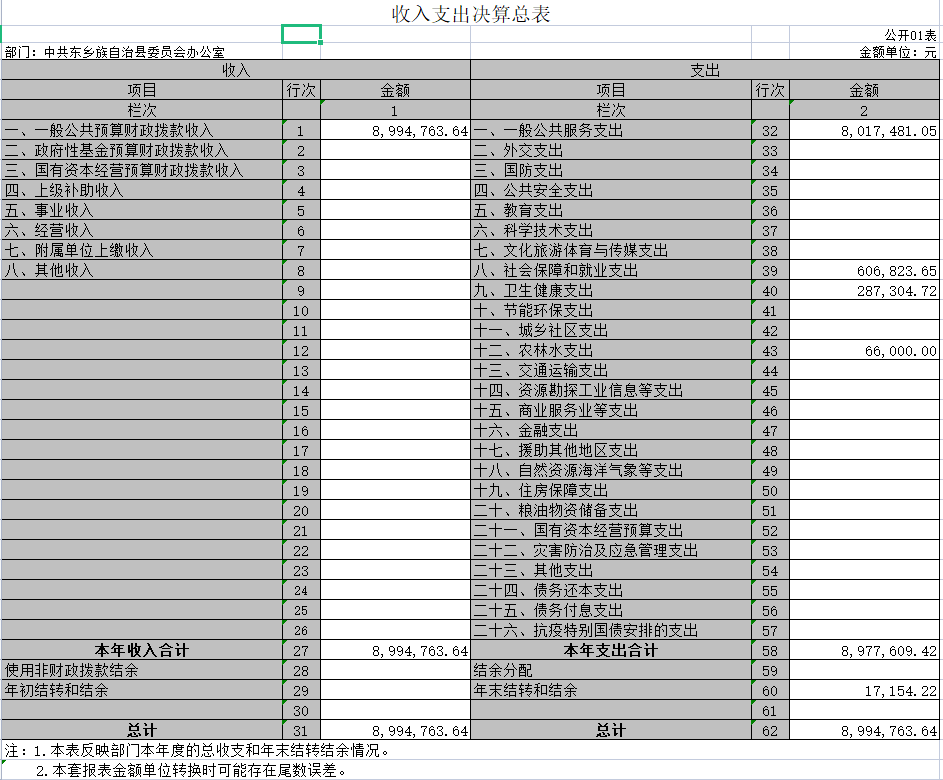 收入支出决算总表
公开01表
部门：中共东乡族自治县委员会办公室 金额单位：元
收入 支出
项目 行次 金额 项目 行次 金额
栏次 1 栏次 2
一、一般公共预算财政拨款收入 1 8,994,763.64 一、一般公共服务支出 32 8,017,481.05
二、政府性基金预算财政拨款收入 2 二、外交支出 33
三、国有资本经营预算财政拨款收入 3 三、国防支出 34
四、上级补助收入 4 四、公共安全支出 35
五、事业收入 5 五、教育支出 36
六、经营收入 6 六、科学技术支出 37
七、附属单位上缴收入 7 七、文化旅游体育与传媒支出 38
八、其他收入 8 八、社会保障和就业支出 39 606,823.65
9 九、卫生健康支出 40 287,304.72
10 十、节能环保支出 41
11 十一、城乡社区支出 42
12 十二、农林水支出 43 66,000.00
13 十三、交通运输支出 44
14 十四、资源勘探工业信息等支出 45
15 十五、商业服务业等支出 46
16 十六、金融支出 47
17 十七、援助其他地区支出 48
18 十八、自然资源海洋气象等支出 49
19 十九、住房保障支出 50
20 二十、粮油物资储备支出 51
21 二十一、国有资本经营预算支出 52
22 二十二、灾害防治及应急管理支出 53
23 二十三、其他支出 54
24 二十四、债务还本支出 55
25 二十五、债务付息支出 56
26 二十六、抗疫特别国债安排的支出 57
本年收入合计 27 8,994,763.64 本年支出合计 58 8,977,609.42
使用非财政拨款结余 28 结余分配 59
年初结转和结余 29 年末结转和结余 60 17,154.22
30 61
总计 31 8,994,763.64 总计 62 8,994,763.64
注：1.本表反映部门本年度的总收支和年末结转结余情况。
2.本套报表金额单位转换时可能存在尾数误差。